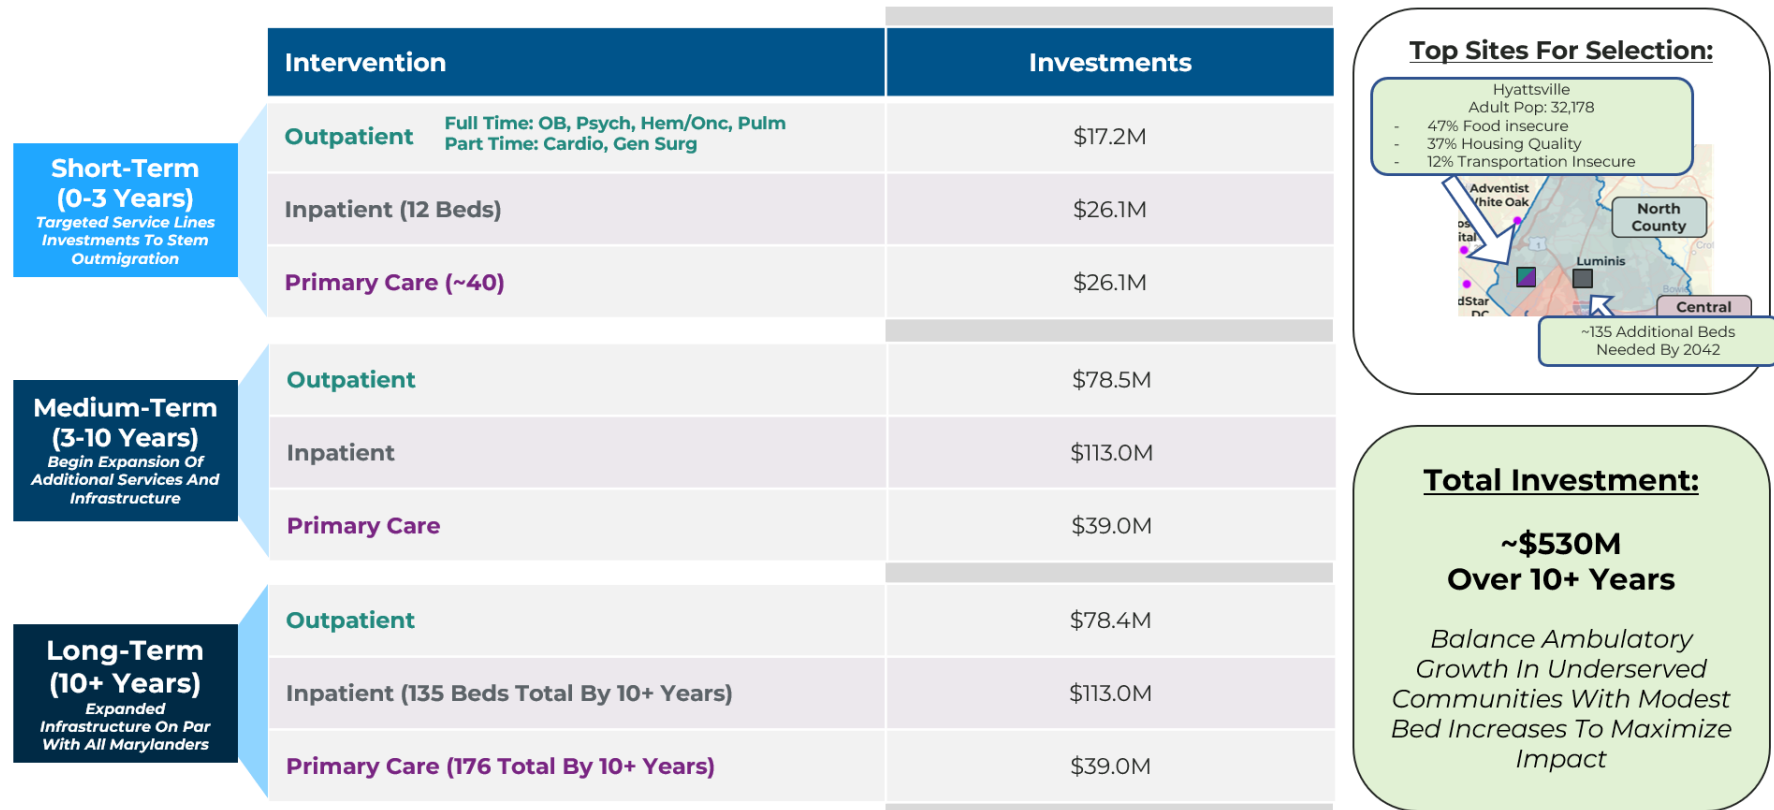 Intervention
Investments
Short-Term
(0-3 Years)
Targeted Service Lines
Investments To Stem
Outmigration
Outpatient
Full Time: OB, Psych, Hem/Onc, Pulm
Part Time: Cardio, Gen Surg
$17.2M
Inpatient (12 Beds)
$26.1M
Primary Care (~40)
$26.1M
Medium-Term
(3-10 Years)
Begin Expansion Of
Additional Services And
Infrastructure
Outpatient
$78.5M
Inpatient
$113.0M
Primary Care
$39.0M
Long-Term
(10+ Years)
Expanded
Infrastructure On Par
With All Marylanders
Outpatient
$78.4M
Inpatient (135 Beds Total By 10+ Years)
$113.0M
Primary Care (176 Total By 10+ Years)
$39.0M
Top Sites For Selection:
Hyattsville
Adult Pop: 32,178
- 47% Food insecure
- 37% Housing Quality
- 12% Transportation Insecure
Adventist
White Oak
North
County
1
Luminis
Central
~135 Additional Beds
Needed By 2042
Total Investment:
~$530M
Over 10+ Years
Balance Ambulatory
Growth In Underserved
Communities With Modest
Bed Increases To Maximize
Impact